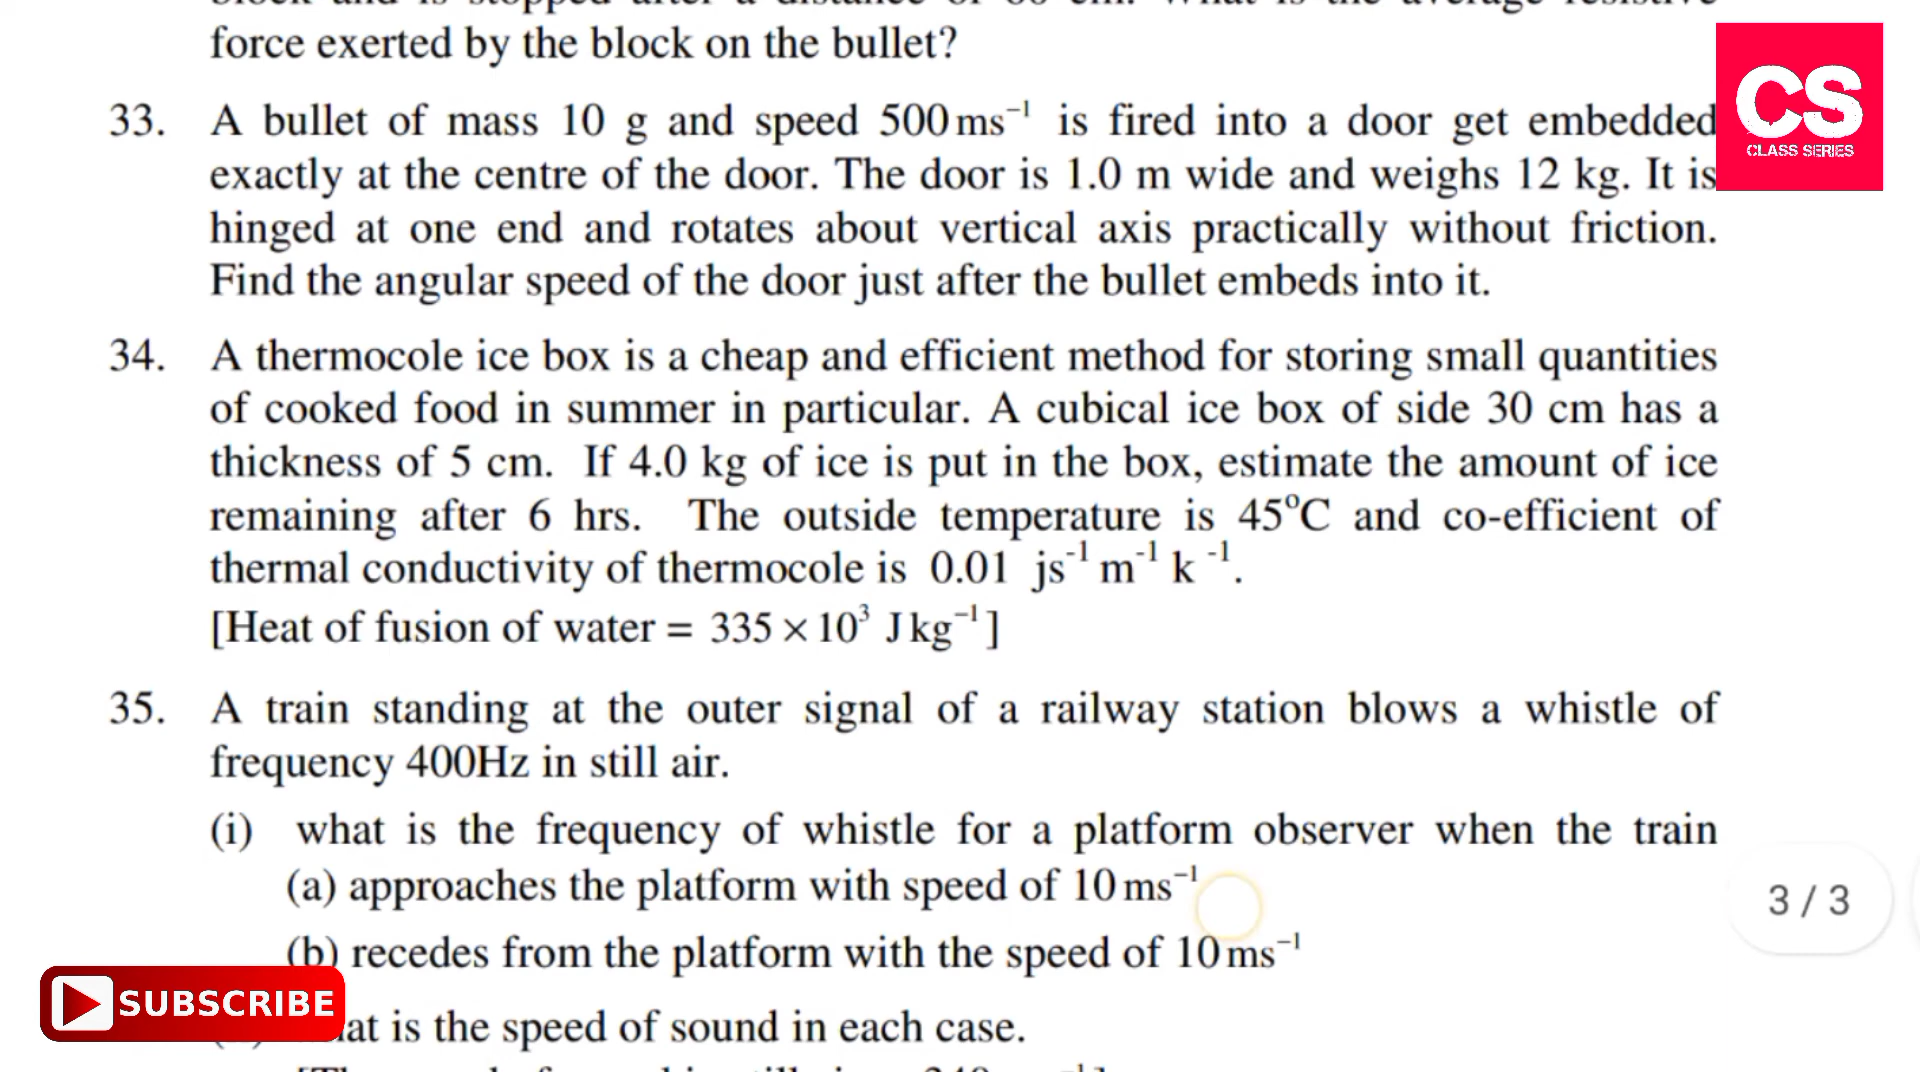 block and is stopped after a distance of
force exerted by the block on the bullet?
33. A bullet of mass 10 g and speed 500 ms⁻¹ is fired into a door get embedded
exactly at the centre of the door. The door is 1.0 m wide and weighs 12 kg. It is
hinged at one end and rotates about vertical axis practically without friction.
Find the angular speed of the door just after the bullet embeds into it.
34. A thermocole ice box is a cheap and efficient method for storing small quantities
of cooked food in summer in particular. A cubical ice box of side 30 cm has a
thickness of 5 cm. If 4.0 kg of ice is put in the box, estimate the amount of ice
remaining after 6 hrs. The outside temperature is 45°C and co-efficient of
thermal conductivity of thermocole is 0.01 js⁻¹ m⁻¹ k⁻¹.
[Heat of fusion of water = 335 × 10³ J kg⁻¹]
35. A train standing at the outer signal of a railway station blows a whistle of
frequency 400Hz in still air.
(i) what is the frequency of whistle for a platform observer when the train
(a) approaches the platform with speed of 10 ms⁻¹
(b) recedes from the platform with the speed of 10 ms⁻¹
is the speed of sound in each case.
CS
CLASS SERIES
3 / 3
SUBSCRIBE